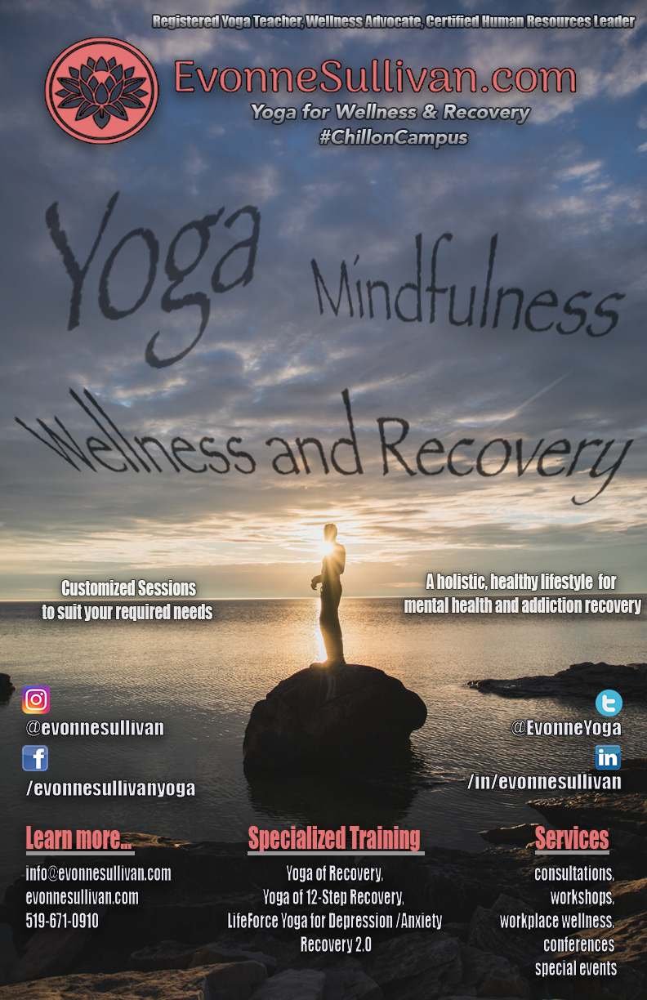 Registered Yoga Teacher, Wellness Advocate, Certified Human Resources Leader
EvonneSullivan.com
Yoga for Wellness & Recovery
#ChillonCampus
Yoga
Mindfulness
Wellness and Recovery
Customized Sessions
to suit your required needs
A holistic, healthy lifestyle for
mental health and addiction recovery
@evonnesullivan
/evonnesullivanyoga
@EvonneYoga
in
/in/evonnesullivan
Learn more...
info@evonnesullivan.com
evonnesullivan.com
519-671-0910
Specialized Training
Yoga of Recovery,
Yoga of 12-Step Recovery,
LifeForce Yoga for Depression /Anxiety
Recovery 2.0
Services
consultations,
workshops,
workplace wellness,
conferences
special events